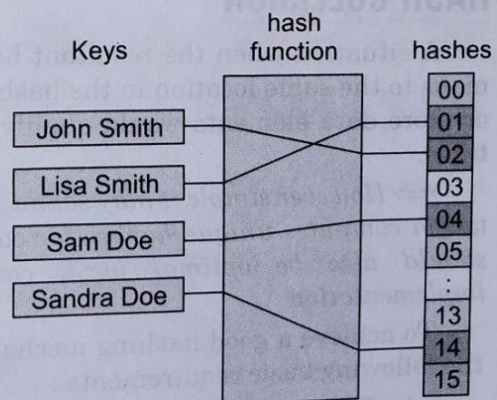 hash
Keys function hashes
00
John Smith 01
02
Lisa Smith 03
Sam Doe 04
05
Sandra Doe :
13
14
15